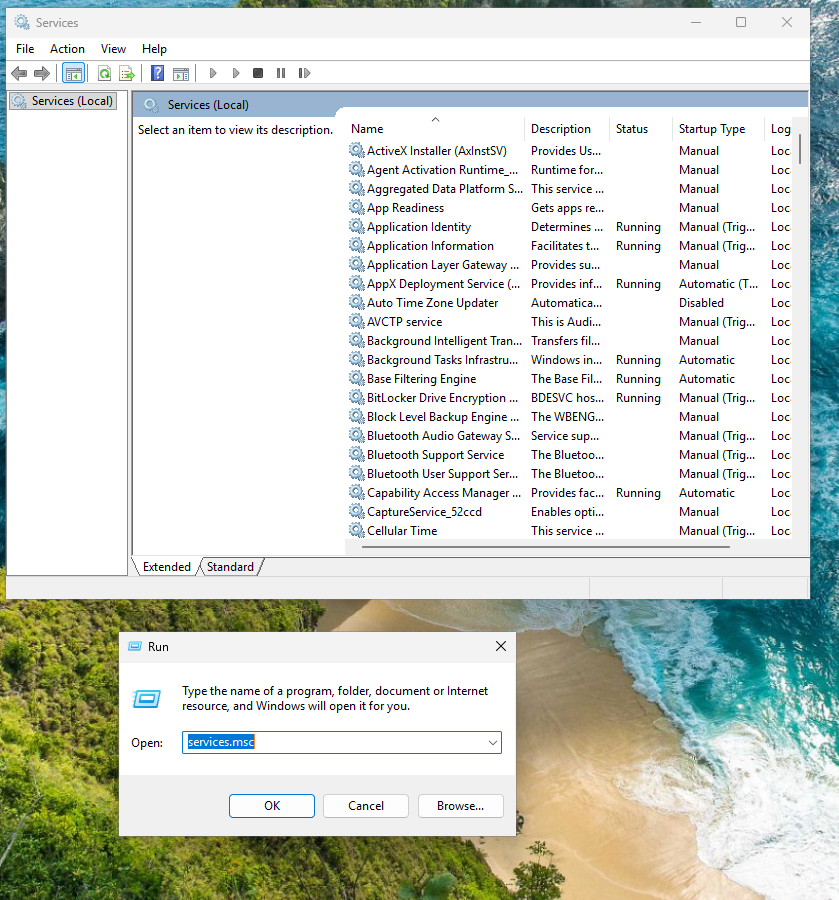 Services
File Action View Help
Services (Local)
Services (Local)
Select an item to view its description.
Name Description Status Startup Type Log
ActiveX Installer (AxInstSV) Provides Us... Manual Loc
Agent Activation Runtime_... Runtime for... Manual Loc
Aggregated Data Platform S... This service ... Manual Loc
App Readiness Gets apps re... Manual Loc
Application Identity Determines ... Running Manual (Trig... Loc
Application Information Facilitates t... Running Manual (Trig... Loc
Application Layer Gateway ... Provides su... Manual Loc
AppX Deployment Service (... Provides inf... Running Automatic (T... Loc
Auto Time Zone Updater Automatica... Disabled Loc
AVCTP service This is Audi... Manual (Trig... Loc
Background Intelligent Tran... Transfers fil... Manual Loc
Background Tasks Infrastru... Windows in... Running Automatic Loc
Base Filtering Engine The Base Fil... Running Automatic Loc
BitLocker Drive Encryption ... BDESVC hos... Running Manual (Trig... Loc
Block Level Backup Engine ... The WBENG... Manual Loc
Bluetooth Audio Gateway S... Service sup... Manual (Trig... Loc
Bluetooth Support Service The Bluetoo... Manual (Trig... Loc
Bluetooth User Support Ser... The Bluetoo... Manual (Trig... Loc
Capability Access Manager ... Provides fac... Running Automatic Loc
CaptureService_52ccd Enables opti... Manual Loc
Cellular Time This service ... Manual (Trig... Loc
Extended Standard
Run
Type the name of a program, folder, document or Internet
resource, and Windows will open it for you.
Open: services.msc
OK Cancel Browse...